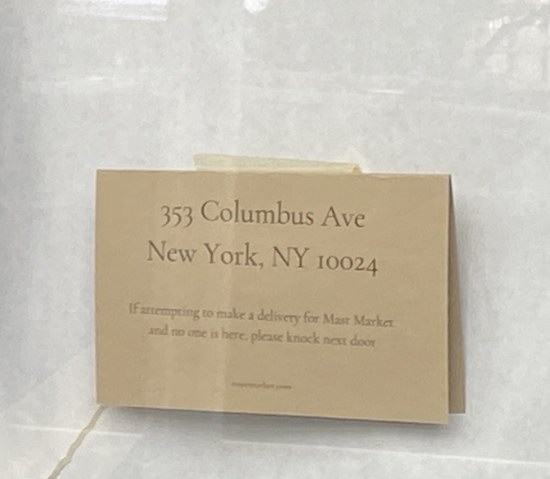 353 Columbus Ave
New York, NY 10024
If attempting to make a delivery for Mast Market
and no one is here, please knock next door